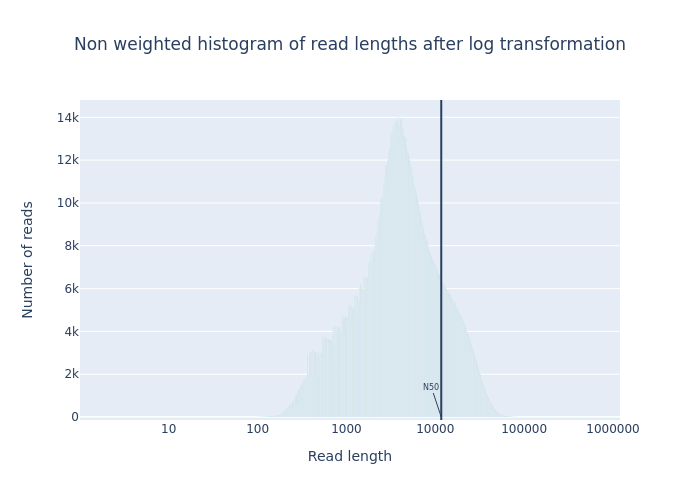 Non weighted histogram of read lengths after log transformation
Number of reads
14k
12k
10k
8k
6k
4k
2k
0
N50
10 100 1000 10000 100000 1000000
Read length